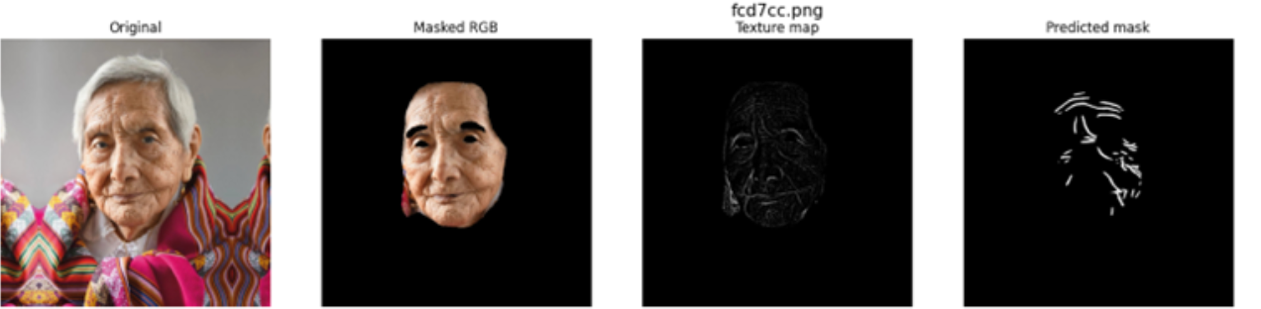 fcd7cc.png
Original
Masked RGB
Texture map
Predicted mask